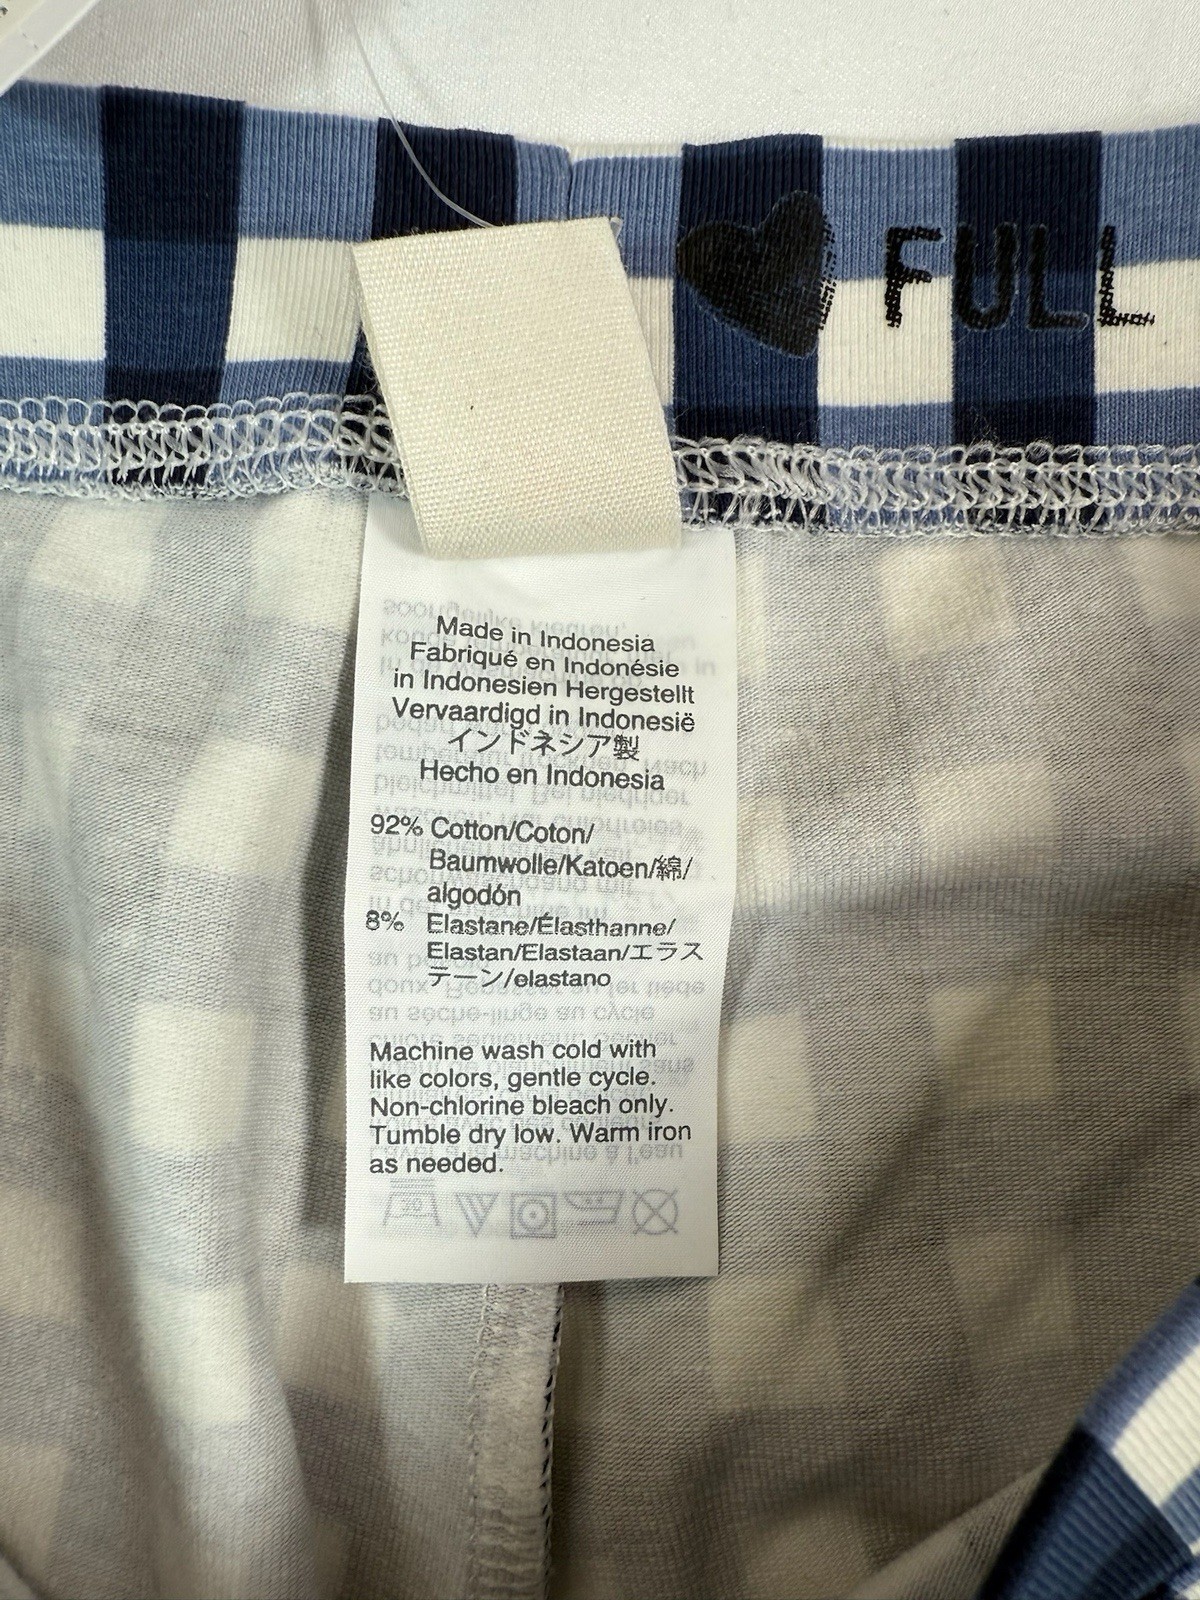 FULL
Made in Indonesia
Fabriqué en Indonésie
in Indonesien Hergestellt
Vervaardigd in Indonesië
インドネシア製
Hecho en Indonesia
92% Cotton/Coton/
Baumwolle/Katoen/綿/
algodón
8% Elastane/Élasthanne/
Elastan/Elastaan/エラス
テーン/elastano
Machine wash cold with
like colors, gentle cycle.
Non-chlorine bleach only.
Tumble dry low. Warm iron
as needed.